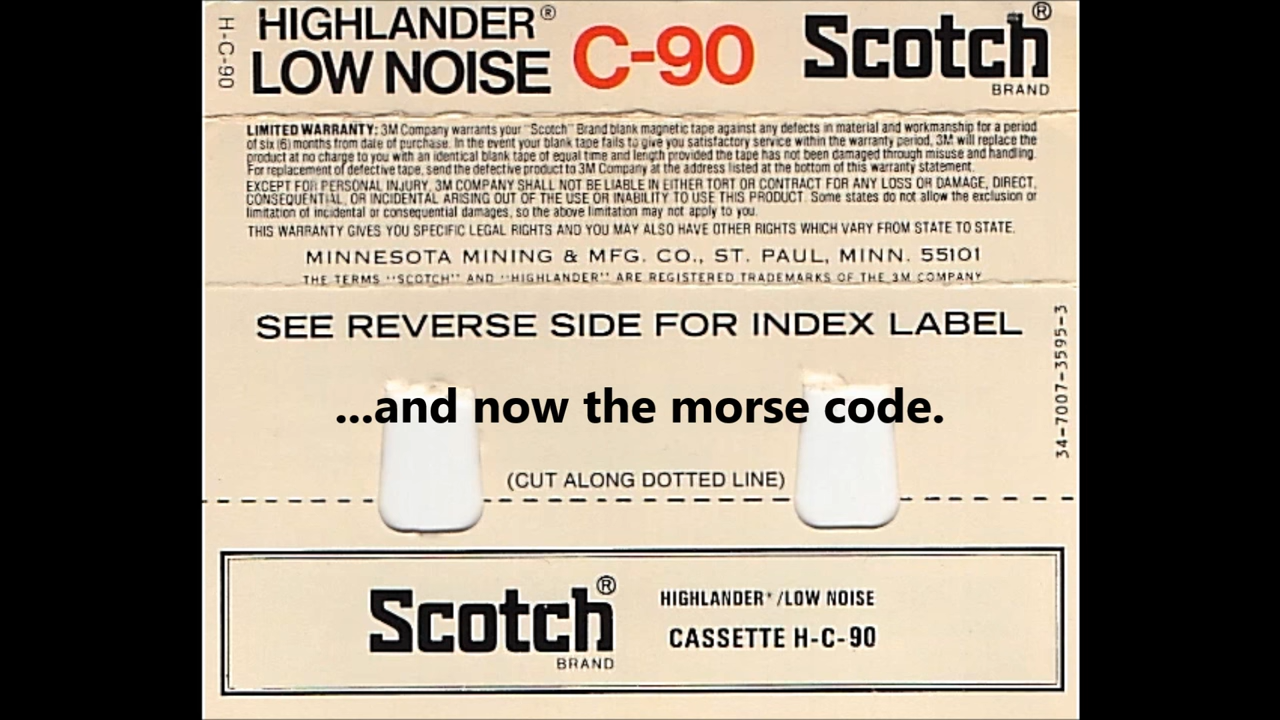 H-C-90
HIGHLANDER®
LOW NOISE
C-90
Scotch®
BRAND
LIMITED WARRANTY: 3M Company warrants your "Scotch" Brand blank magnetic tape against any defects in material and workmanship for a period
of six (6) months from date of purchase. In the event your blank tape fails to give you satisfactory service within the warranty period, 3M will replace the
product at no charge to you with an identical blank tape of equal time and length provided the tape has not been damaged through misuse and handling.
For replacement of defective tape, send the defective product to 3M Company at the address listed at the bottom of this warranty statement.
EXCEPT FOR PERSONAL INJURY, 3M COMPANY SHALL NOT BE LIABLE IN EITHER TORT OR CONTRACT FOR ANY LOSS OR DAMAGE, DIRECT,
CONSEQUENTIAL, OR INCIDENTAL ARISING OUT OF THE USE OR INABILITY TO USE THIS PRODUCT. Some states do not allow the exclusion or
limitation of incidental or consequential damages, so the above limitation may not apply to you.
THIS WARRANTY GIVES YOU SPECIFIC LEGAL RIGHTS AND YOU MAY ALSO HAVE OTHER RIGHTS WHICH VARY FROM STATE TO STATE.
MINNESOTA MINING & MFG. CO., ST. PAUL, MINN. 55101
THE TERMS "SCOTCH" AND "HIGHLANDER" ARE REGISTERED TRADEMARKS OF THE 3M COMPANY
SEE REVERSE SIDE FOR INDEX LABEL
34-7007-3595-3
...and now the morse code.
(CUT ALONG DOTTED LINE)
Scotch®
BRAND
HIGHLANDER*/LOW NOISE
CASSETTE H-C-90